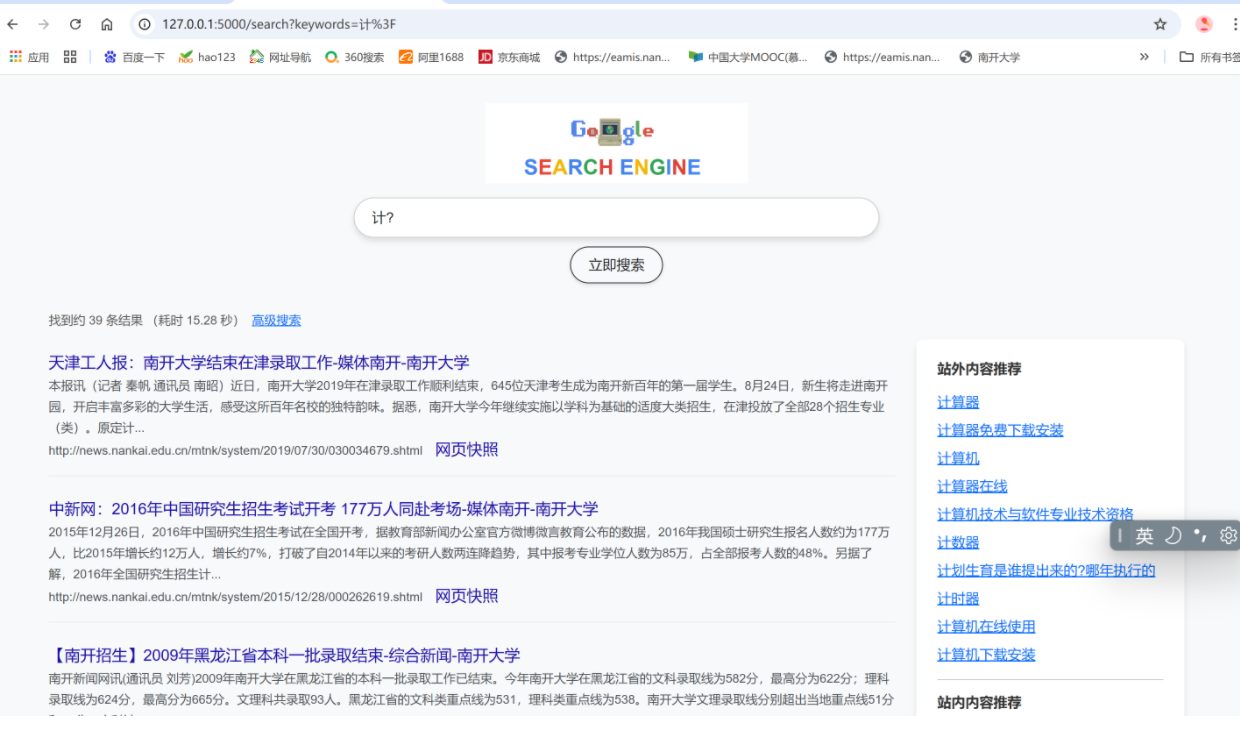 127.0.0.1:5000/search?keywords=计%3F
应用 百度一下 hao123 网址导航 360搜索 阿里1688 JD 京东商城 https://eamis.nan... 中国大学MOOC(慕... https://eamis.nan... 南开大学 » 所有书签
Google
SEARCH ENGINE
计?
立即搜索
找到约 39 条结果 （耗时 15.28 秒） 高级搜索
天津工人报：南开大学结束在津录取工作-媒体南开-南开大学
本报讯（记者 秦帆 通讯员 南昭）近日，南开大学2019年在津录取工作顺利结束，645位天津考生成为南开新百年的第一届学生。8月24日，新生将走进南开
园，开启丰富多彩的大学生活，感受这所百年名校的独特韵味。据悉，南开大学今年继续实施以学科为基础的适度大类招生，在津投放了全部28个招生专业
（类）。原定计...
http://news.nankai.edu.cn/mtnk/system/2019/07/30/030034679.shtml 网页快照
中新网：2016年中国研究生招生考试开考 177万人同赴考场-媒体南开-南开大学
2015年12月26日，2016年中国研究生招生考试在全国开考，据教育部新闻办公室官方微博微言教育公布的数据，2016年我国硕士研究生报名人数约为177万
人，比2015年增长约12万人，增长约7%，打破了自2014年以来的考研人数两连降趋势，其中报考专业学位人数为85万，占全部报考人数的48%。另据了
解，2016年全国研究生招生计...
http://news.nankai.edu.cn/mtnk/system/2015/12/28/000262619.shtml 网页快照
【南开招生】2009年黑龙江省本科一批录取结束-综合新闻-南开大学
南开新闻网讯(通讯员 刘芳)2009年南开大学在黑龙江省的本科一批录取工作已结束。今年南开大学在黑龙江省的文科录取线为582分，最高分为622分；理科
录取线为624分，最高分为665分。文理科共录取93人。黑龙江省的文科类重点线为531，理科类重点线为538。南开大学文理录取线分别超出当地重点线51分
站外内容推荐
计算器
计算器免费下载安装
计算机
计算器在线
计算机技术与软件专业技术资格
计数器
计划生育是谁提出来的?哪年执行的
计时器
计算机在线使用
计算机下载安装
站内内容推荐
英